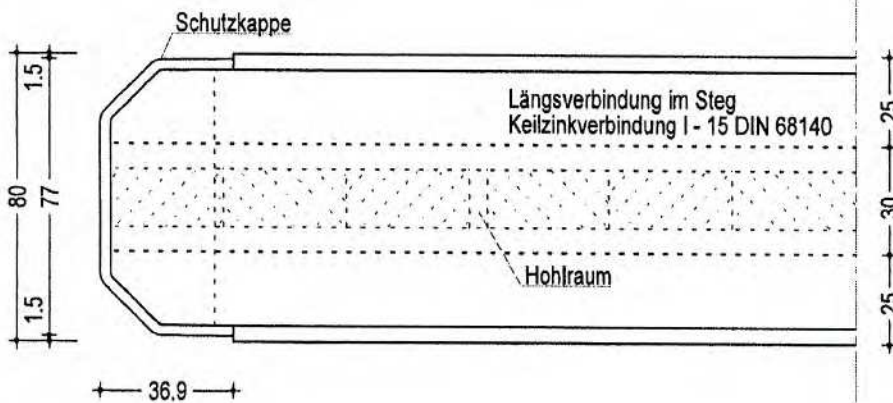 Schutzkappe
1.5
80
77
1.5
36,9
Längsverbindung im Steg
Keilzinkverbindung I - 15 DIN 68140
Hohlraum
25
30
25